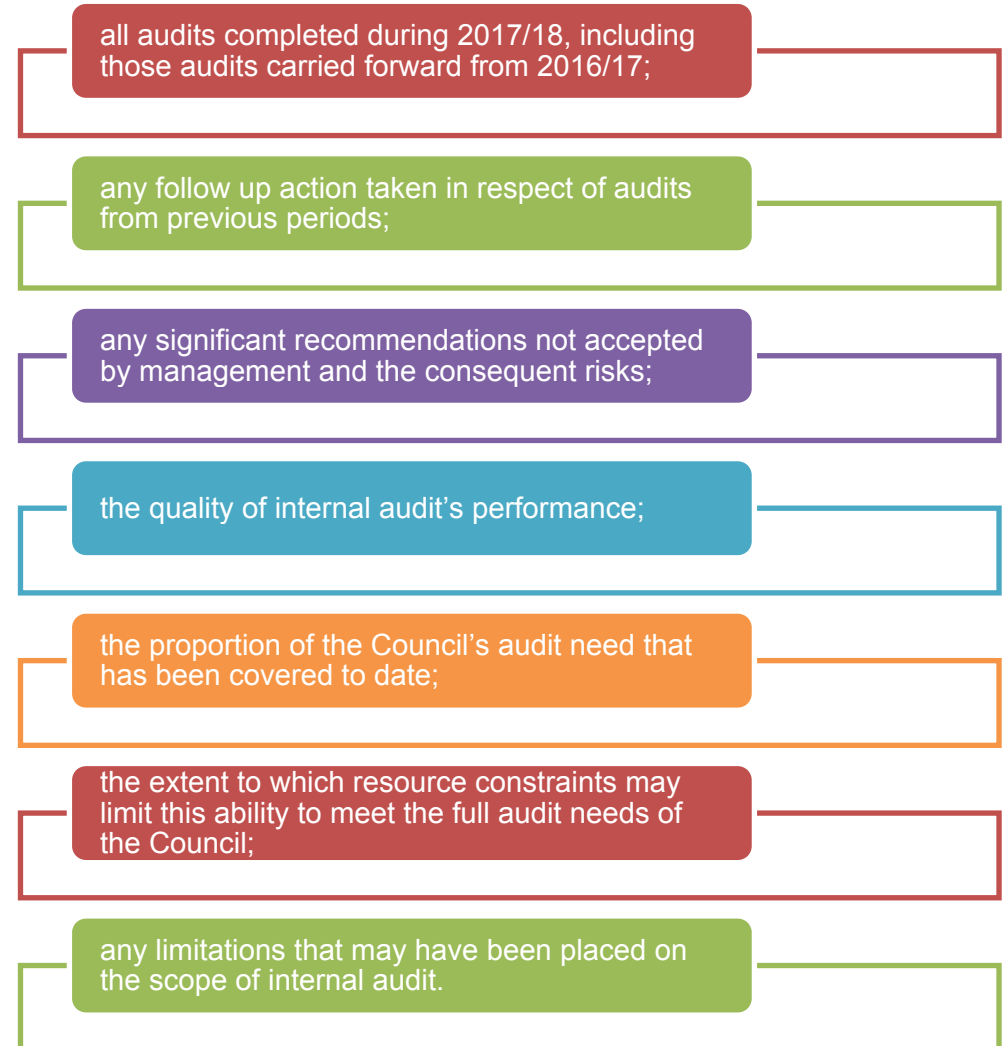 all audits completed during 2017/18, including
those audits carried forward from 2016/17;
any follow up action taken in respect of audits
from previous periods;
any significant recommendations not accepted
by management and the consequent risks;
the quality of internal audit’s performance;
the proportion of the Council’s audit need that
has been covered to date;
the extent to which resource constraints may
limit this ability to meet the full audit needs of
the Council;
any limitations that may have been placed on
the scope of internal audit.